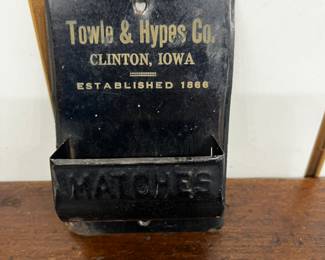 Towle & Hypes Co.
CLINTON, IOWA
ESTABLISHED 1866
MATCHES